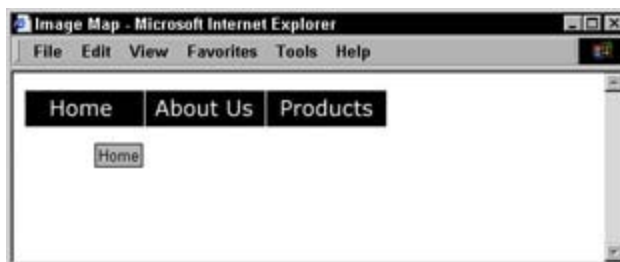 Image Map - Microsoft Internet Explorer
File Edit View Favorites Tools Help
Home About Us Products
Home